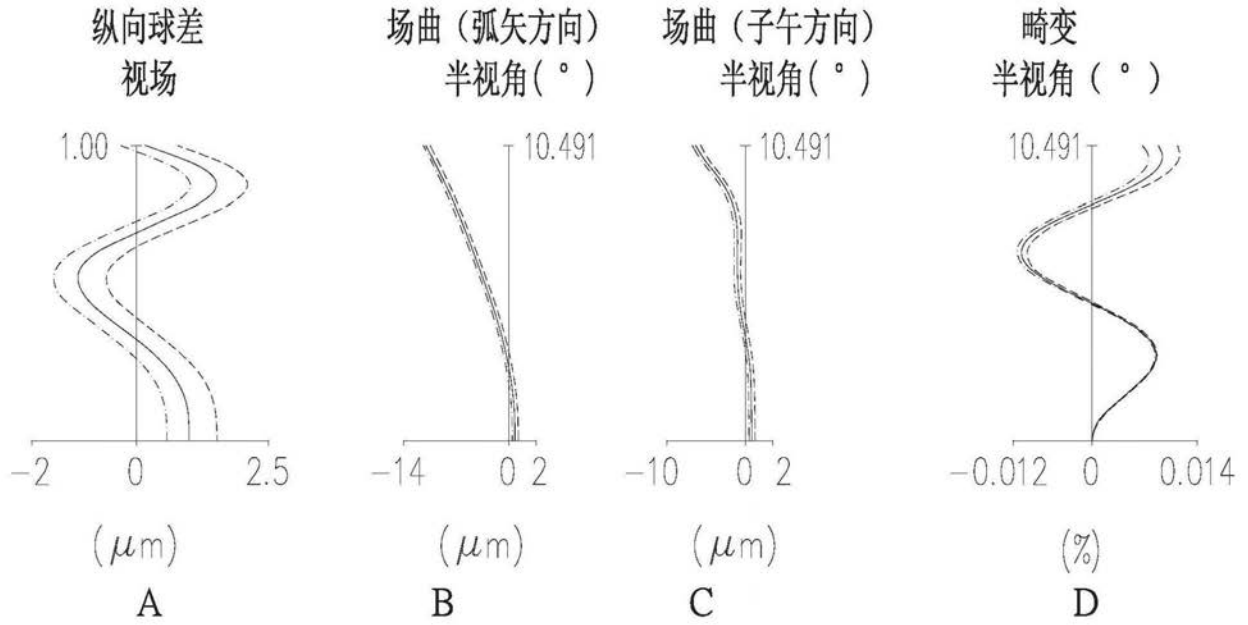 纵向球差
视场
1.00
-2 0 2.5
(μm)
A
场曲（弧矢方向）
半视角(°)
10.491
-14 0 2
(μm)
B
场曲（子午方向）
半视角(°)
10.491
-10 0 2
(μm)
C
畸变
半视角(°)
10.491
-0.012 0 0.014
(%)
D